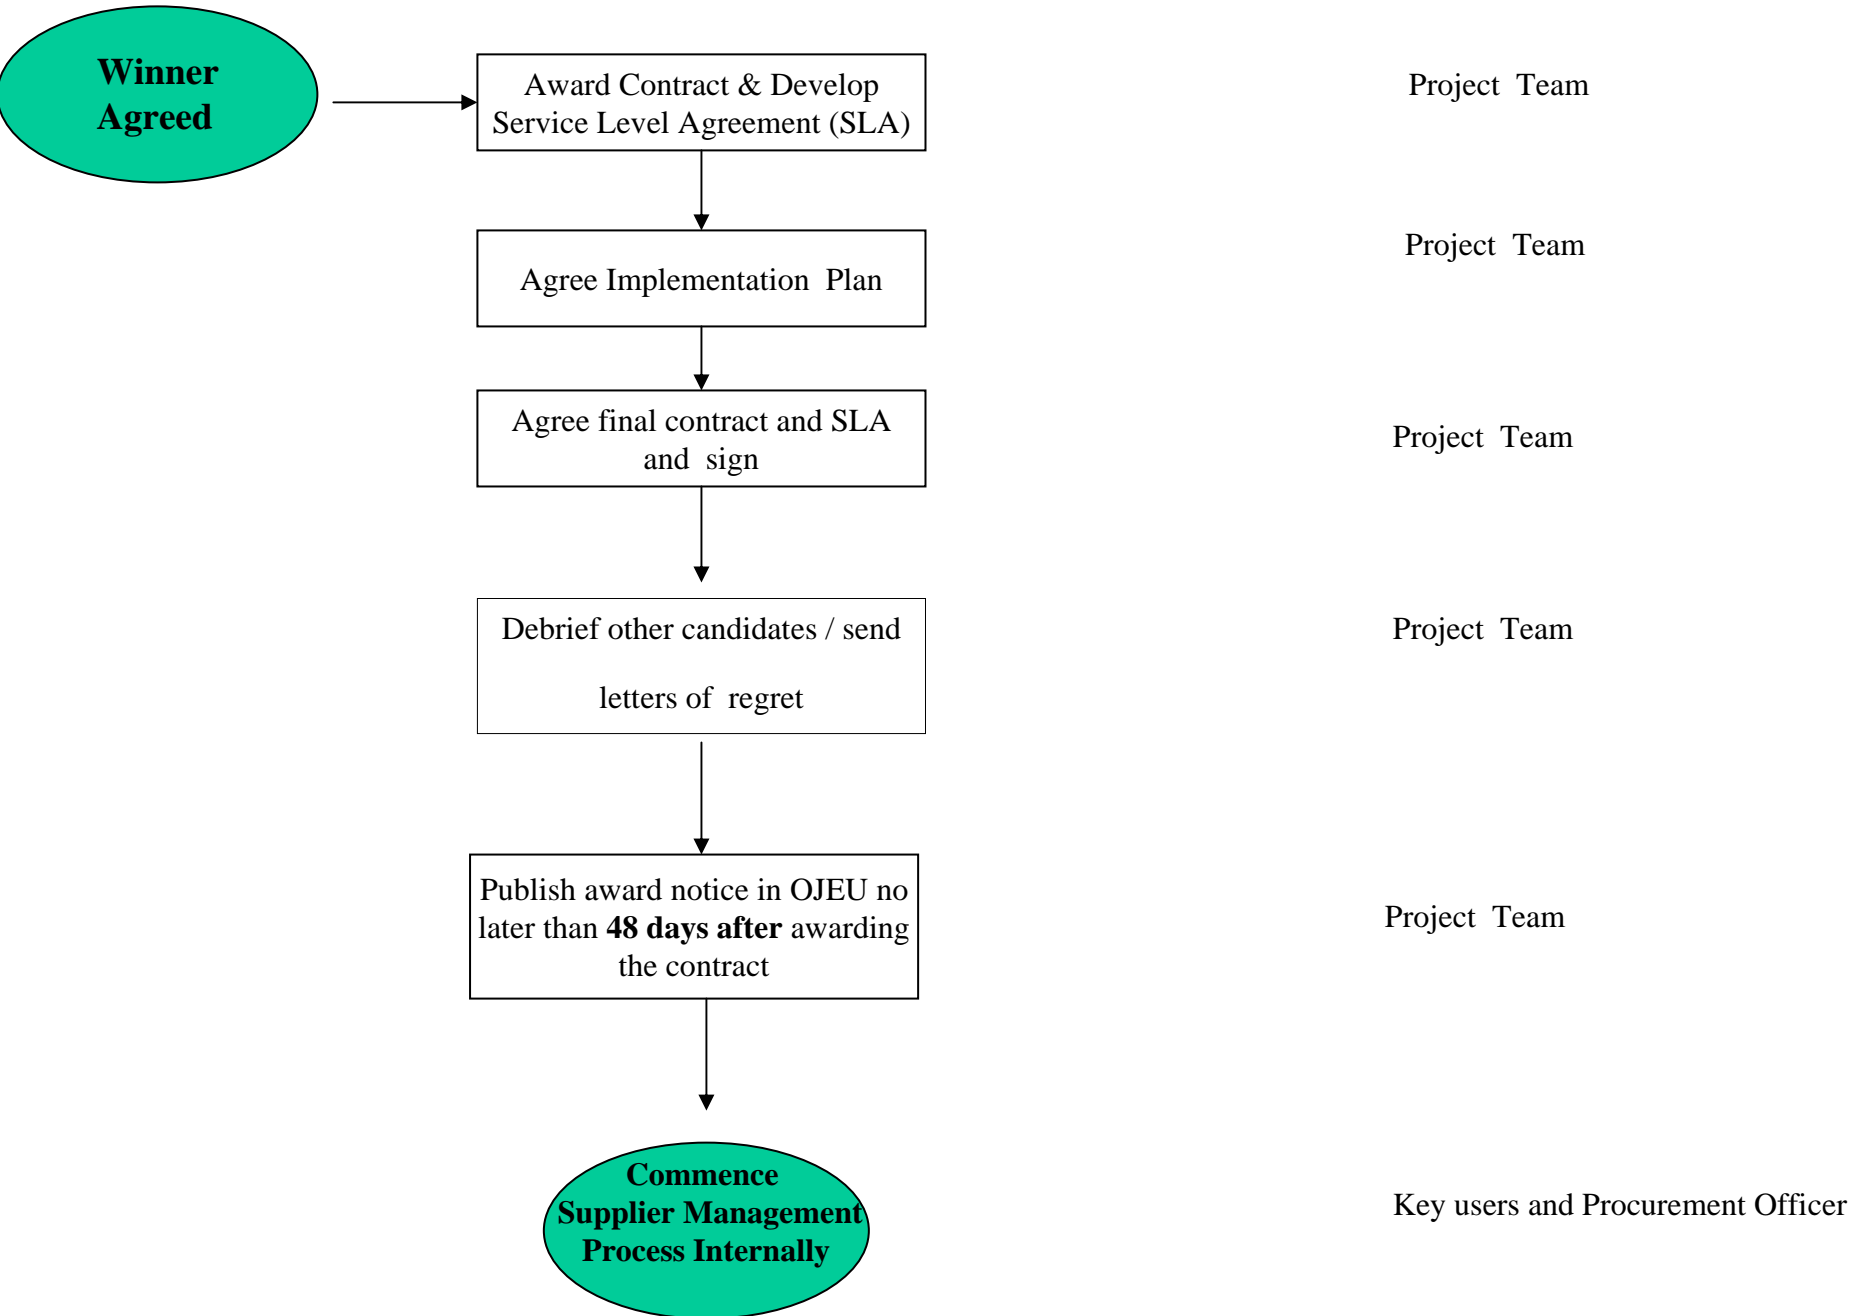 Winner
Agreed
Award Contract & Develop
Service Level Agreement (SLA)
Project Team
Agree Implementation Plan
Project Team
Agree final contract and SLA
and sign
Project Team
Debrief other candidates / send
letters of regret
Project Team
Publish award notice in OJEU no
later than 48 days after awarding
the contract
Project Team
Commence
Supplier Management
Process Internally
Key users and Procurement Officer